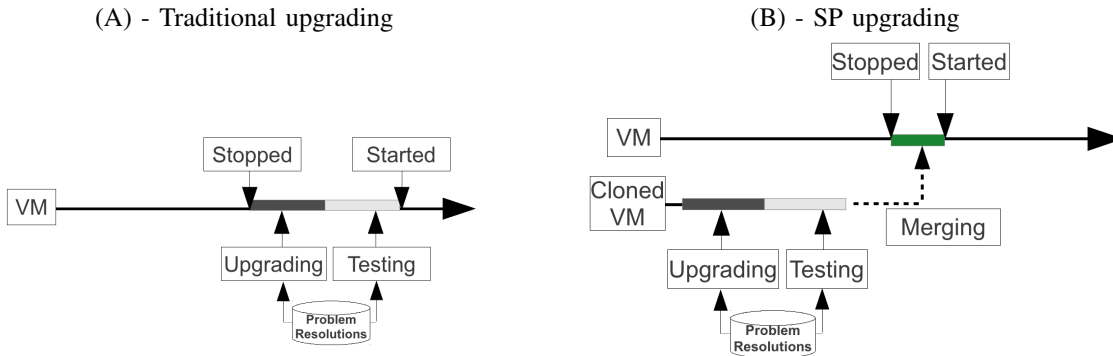 (A) - Traditional upgrading
Stopped
Started
VM
Upgrading
Testing
Problem
Resolutions
(B) - SP upgrading
Stopped
Started
VM
Cloned
VM
Merging
Upgrading
Testing
Problem
Resolutions